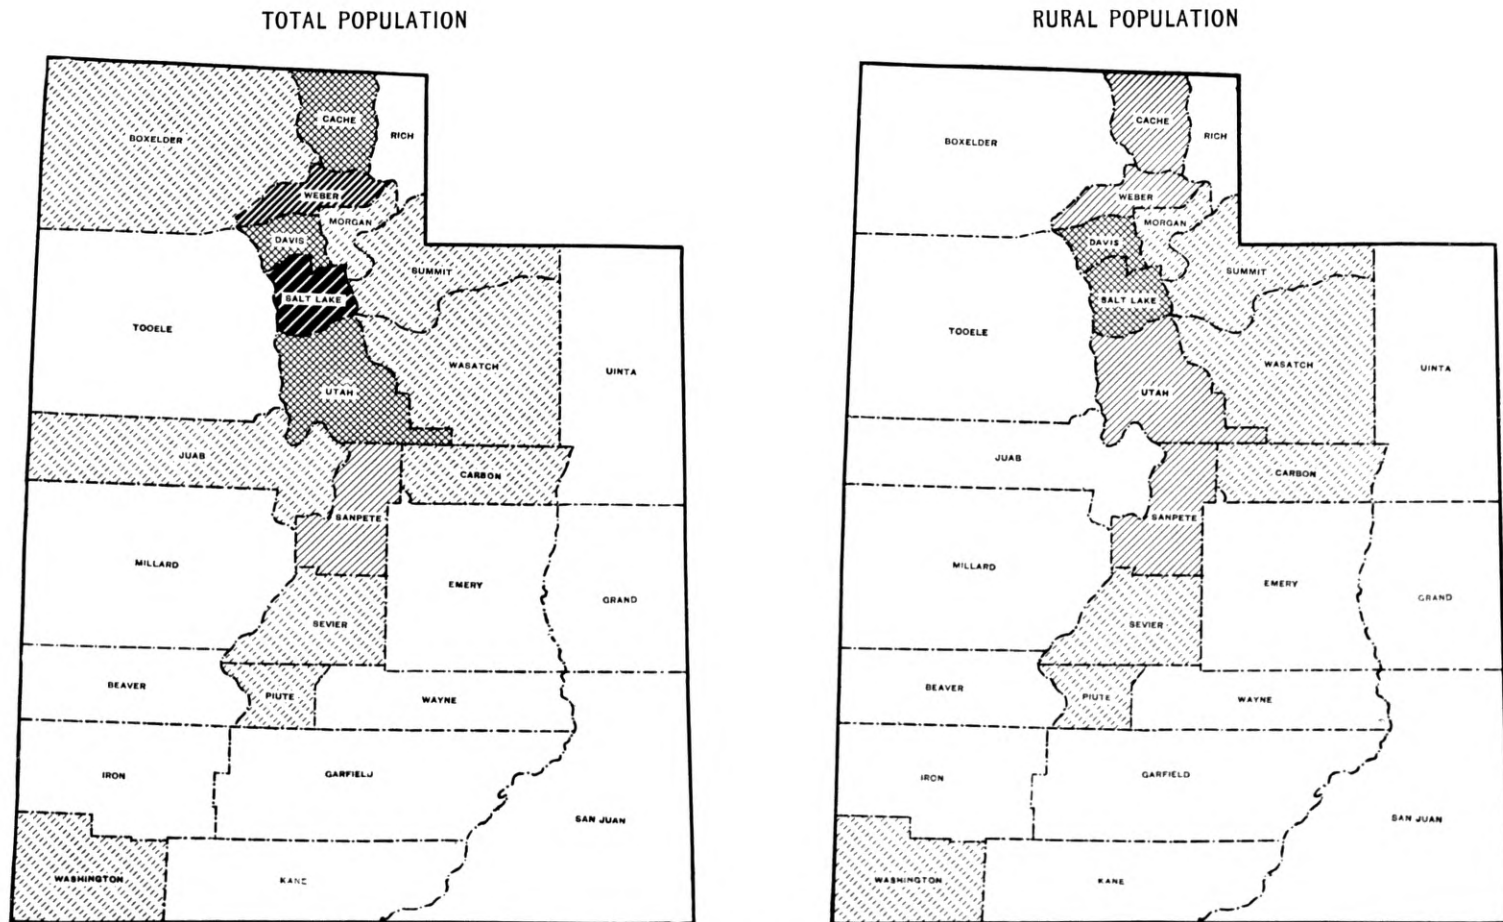 TOTAL POPULATION
BOXELDER
CACHE
RICH
WEBER
MORGAN
DAVIS
SUMMIT
SALT LAKE
TOOELE
WASATCH
UINTA
UTAH
JUAB
CARBON
SANPETE
MILLARD
EMERY
GRAND
SEVIER
BEAVER
PIUTE
WAYNE
IRON
GARFIELD
SAN JUAN
WASHINGTON
KANE
RURAL POPULATION
BOXELDER
CACHE
RICH
WEBER
MORGAN
DAVIS
SUMMIT
SALT LAKE
TOOELE
WASATCH
UINTA
UTAH
JUAB
CARBON
SANPETE
MILLARD
EMERY
GRAND
SEVIER
BEAVER
PIUTE
WAYNE
IRON
GARFIELD
SAN JUAN
WASHINGTON
KANE